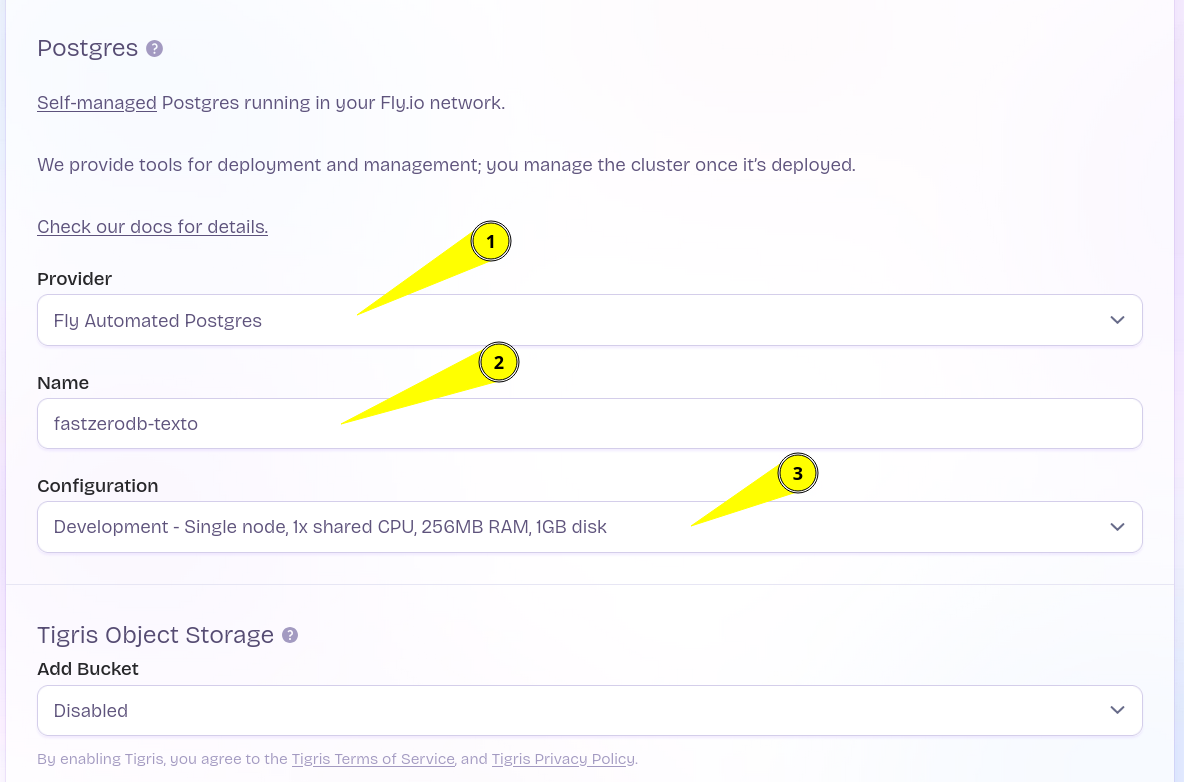 Postgres ?
Self-managed Postgres running in your Fly.io network.
We provide tools for deployment and management; you manage the cluster once it's deployed.
Check our docs for details.
1
Provider
Fly Automated Postgres
2
Name
fastzerodb-texto
3
Configuration
Development - Single node, 1x shared CPU, 256MB RAM, 1GB disk
Tigris Object Storage ?
Add Bucket
Disabled
By enabling Tigris, you agree to the Tigris Terms of Service, and Tigris Privacy Policy.